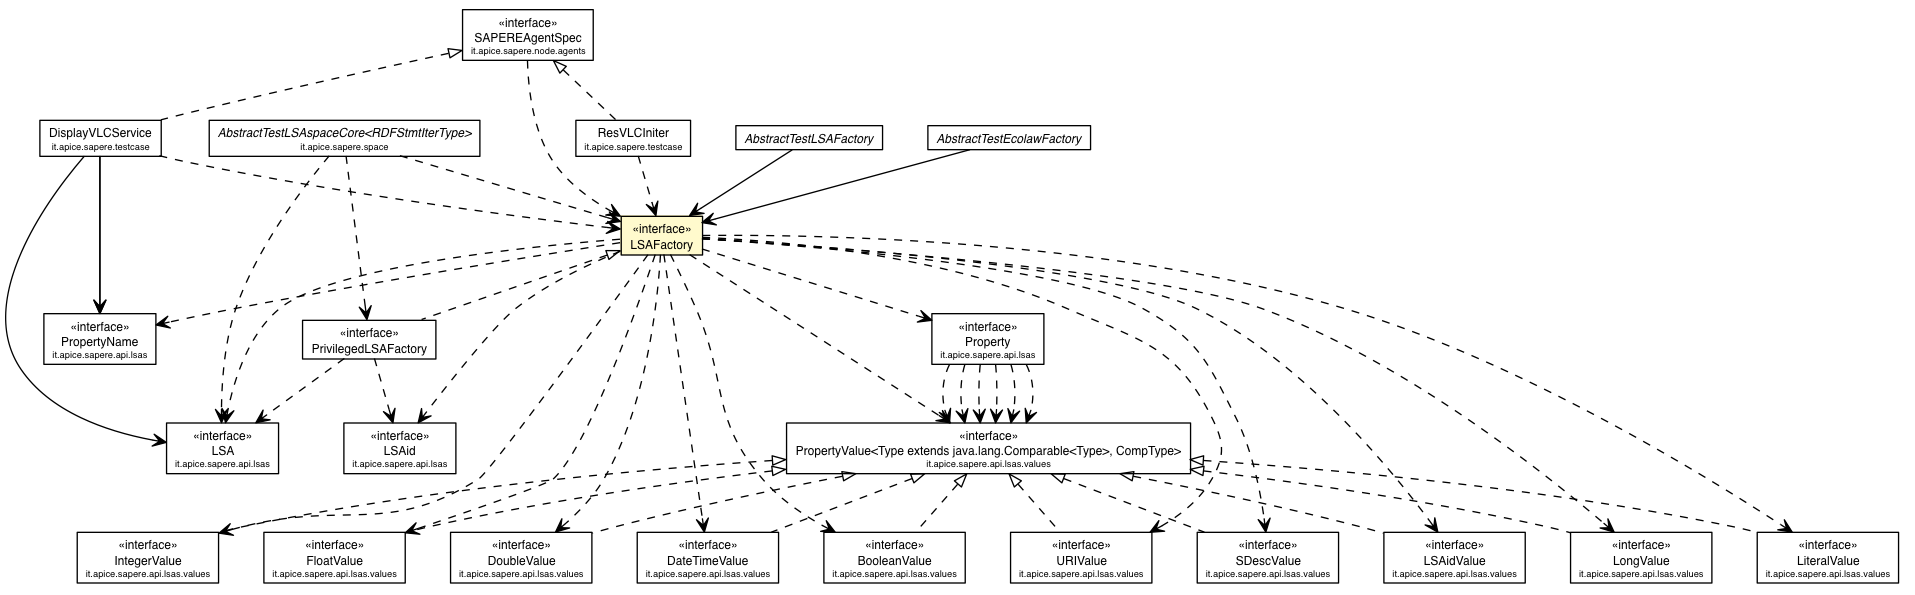 «interface»
SAPEREAgentSpec
it.apice.sapere.node.agents
DisplayVLCService
it.apice.sapere.testcase
AbstractTestLSAspaceCore<RDFStmtIterType>
it.apice.sapere.space
ResVLCIniter
it.apice.sapere.testcase
AbstractTestLSAFactory
AbstractTestEcolawFactory
«interface»
LSAFactory
«interface»
PropertyName
it.apice.sapere.api.lsas
«interface»
PrivilegedLSAFactory
«interface»
Property
it.apice.sapere.api.lsas
«interface»
LSA
it.apice.sapere.api.lsas
«interface»
LSAid
it.apice.sapere.api.lsas
«interface»
PropertyValue<Type extends java.lang.Comparable<Type>, CompType>
it.apice.sapere.api.lsas.values
«interface»
IntegerValue
it.apice.sapere.api.lsas.values
«interface»
FloatValue
it.apice.sapere.api.lsas.values
«interface»
DoubleValue
it.apice.sapere.api.lsas.values
«interface»
DateTimeValue
it.apice.sapere.api.lsas.values
«interface»
BooleanValue
it.apice.sapere.api.lsas.values
«interface»
URIValue
it.apice.sapere.api.lsas.values
«interface»
SDescValue
it.apice.sapere.api.lsas.values
«interface»
LSAidValue
it.apice.sapere.api.lsas.values
«interface»
LongValue
it.apice.sapere.api.lsas.values
«interface»
LiteralValue
it.apice.sapere.api.lsas.values